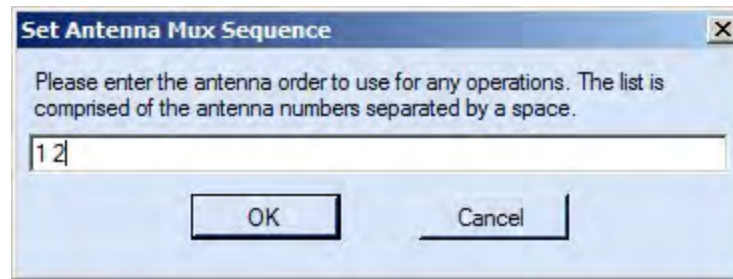 Set Antenna Mux Sequence
Please enter the antenna order to use for any operations. The list is
comprised of the antenna numbers separated by a space.
1 2
OK
Cancel